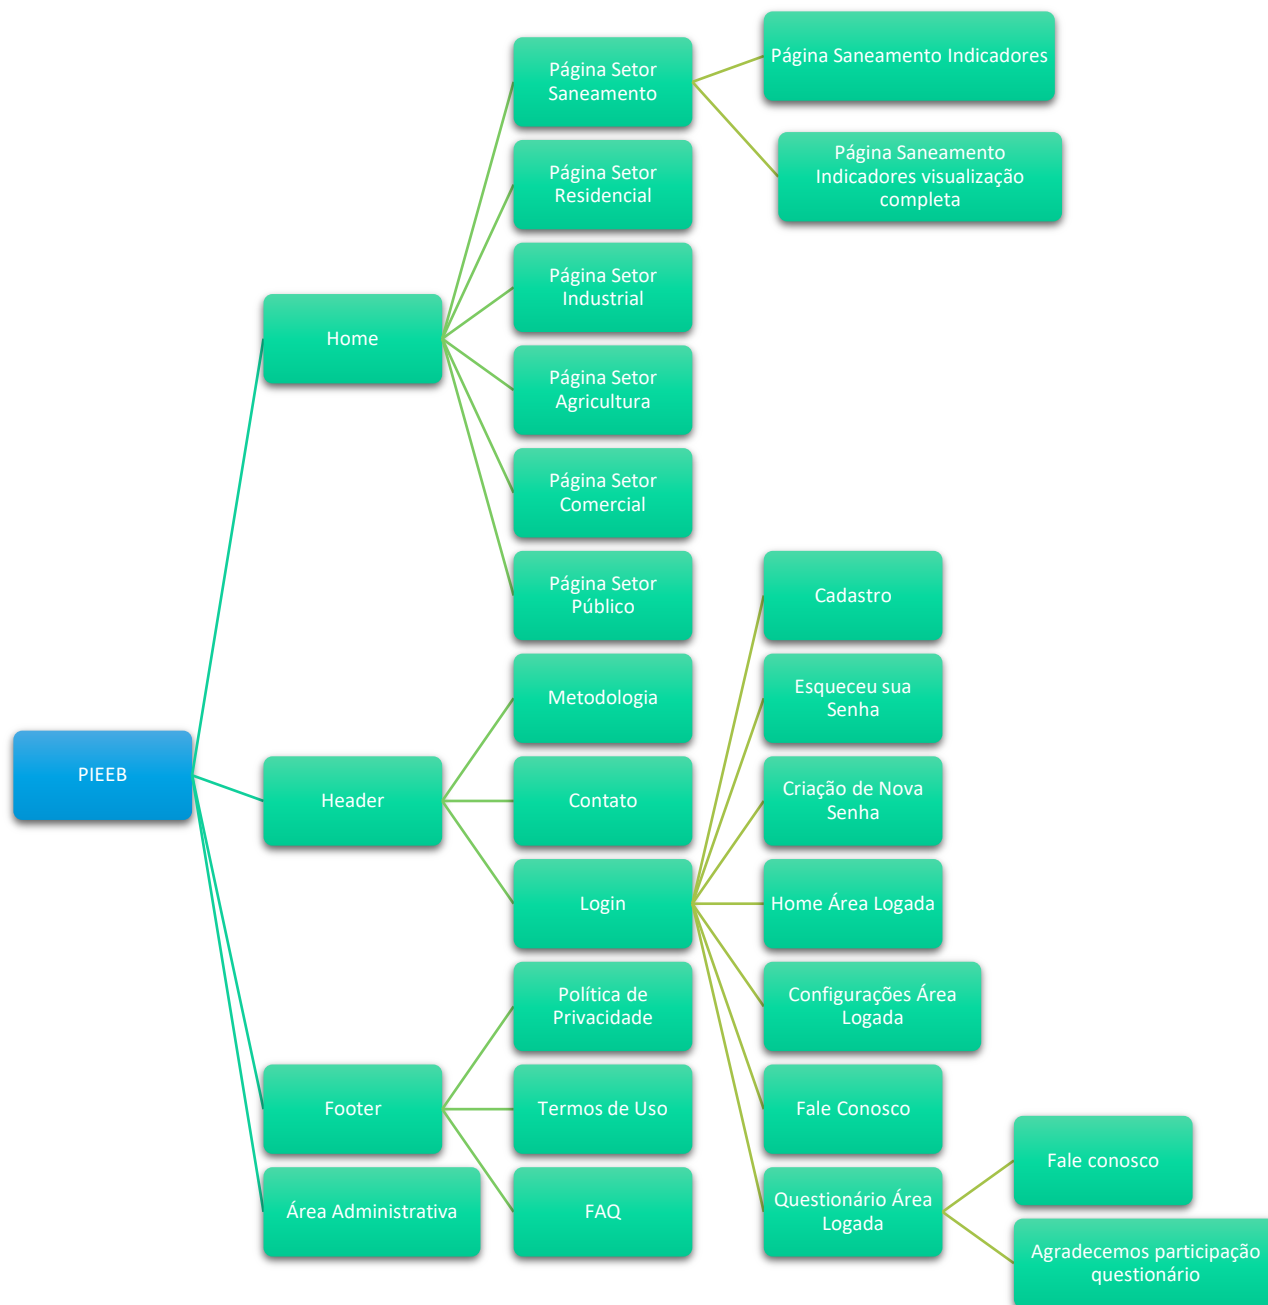 PIEEB
Home
Página Setor
Saneamento
Página Saneamento Indicadores
Página Saneamento
Indicadores visualização
completa
Página Setor
Residencial
Página Setor
Industrial
Página Setor
Agricultura
Página Setor
Comercial
Página Setor
Público
Header
Metodologia
Contato
Login
Cadastro
Esqueceu sua
Senha
Criação de Nova
Senha
Home Área Logada
Configurações Área
Logada
Fale Conosco
Questionário Área
Logada
Fale conosco
Agradecemos participação
questionário
Footer
Política de
Privacidade
Termos de Uso
FAQ
Área Administrativa